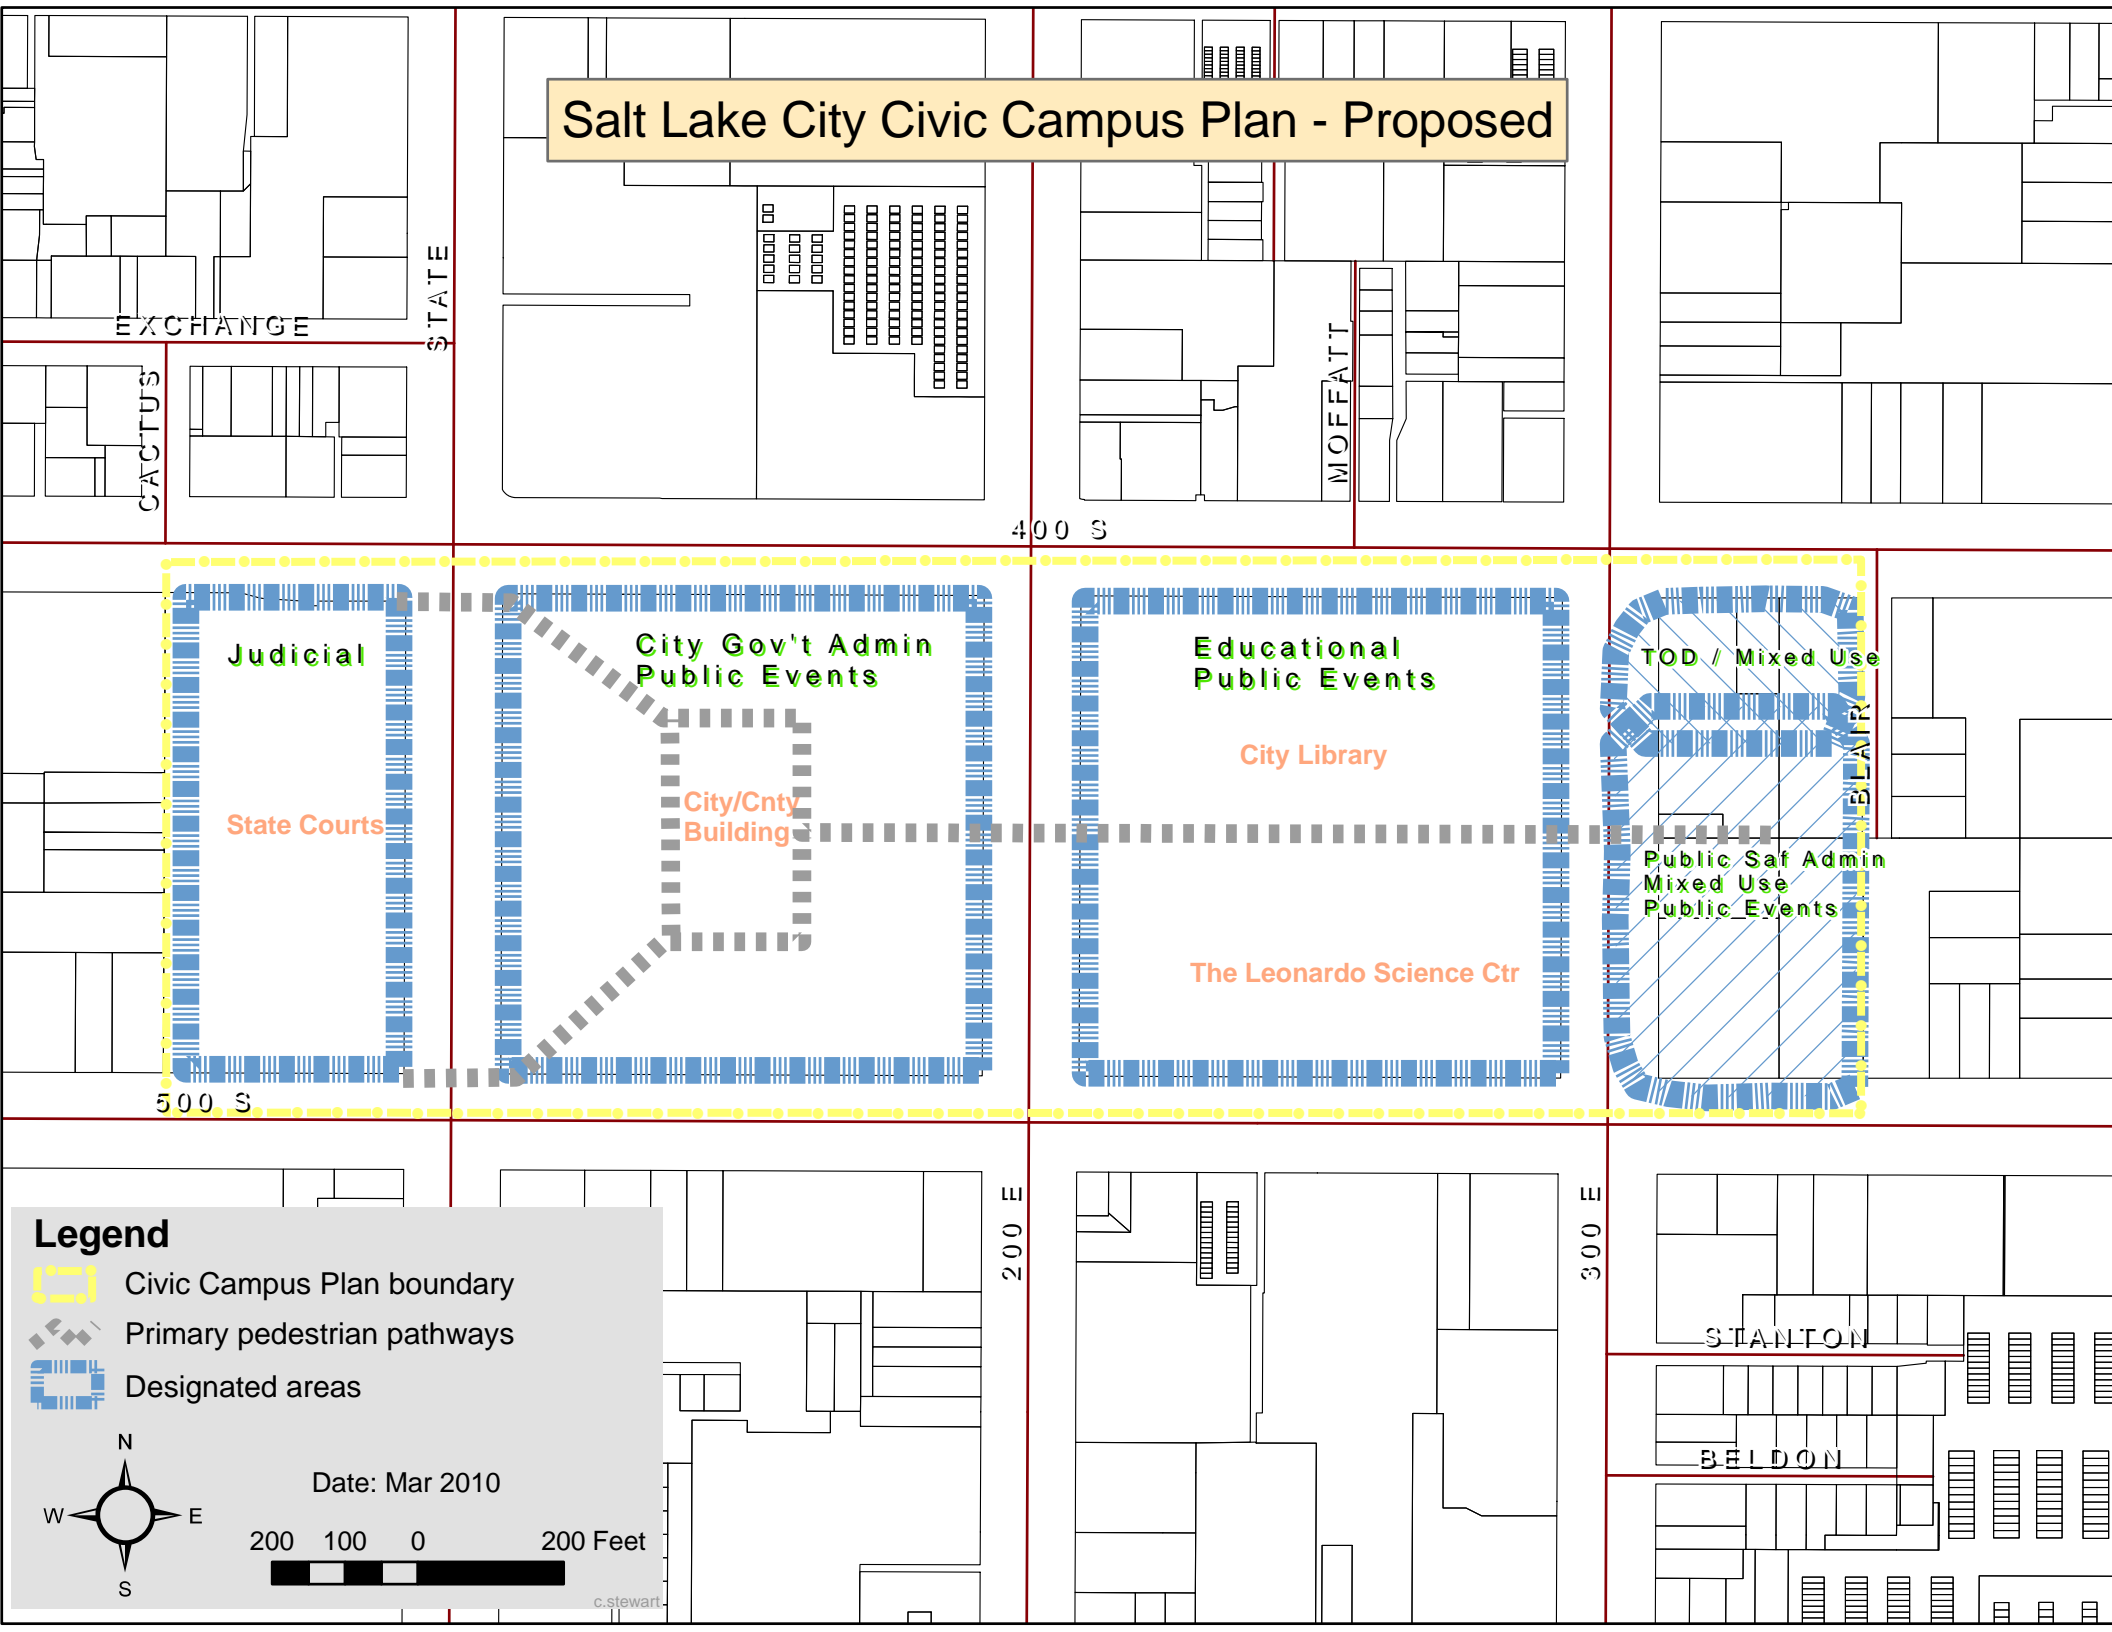 Salt Lake City Civic Campus Plan - Proposed
STATE
EXCHANGE
CACTUS
MOFFATT
400 S
Judicial
City Gov't Admin
Public Events
Educational
Public Events
TOD / Mixed Use
BLAIR
City Library
City/Cnty
Building
State Courts
Public Saf Admin
Mixed Use
Public Events
The Leonardo Science Ctr
500 S
200 E
300 E
STANTON
BELDON
Legend
Civic Campus Plan boundary
Primary pedestrian pathways
Designated areas
N
W
E
S
Date: Mar 2010
200 100 0 200 Feet
c.stewart